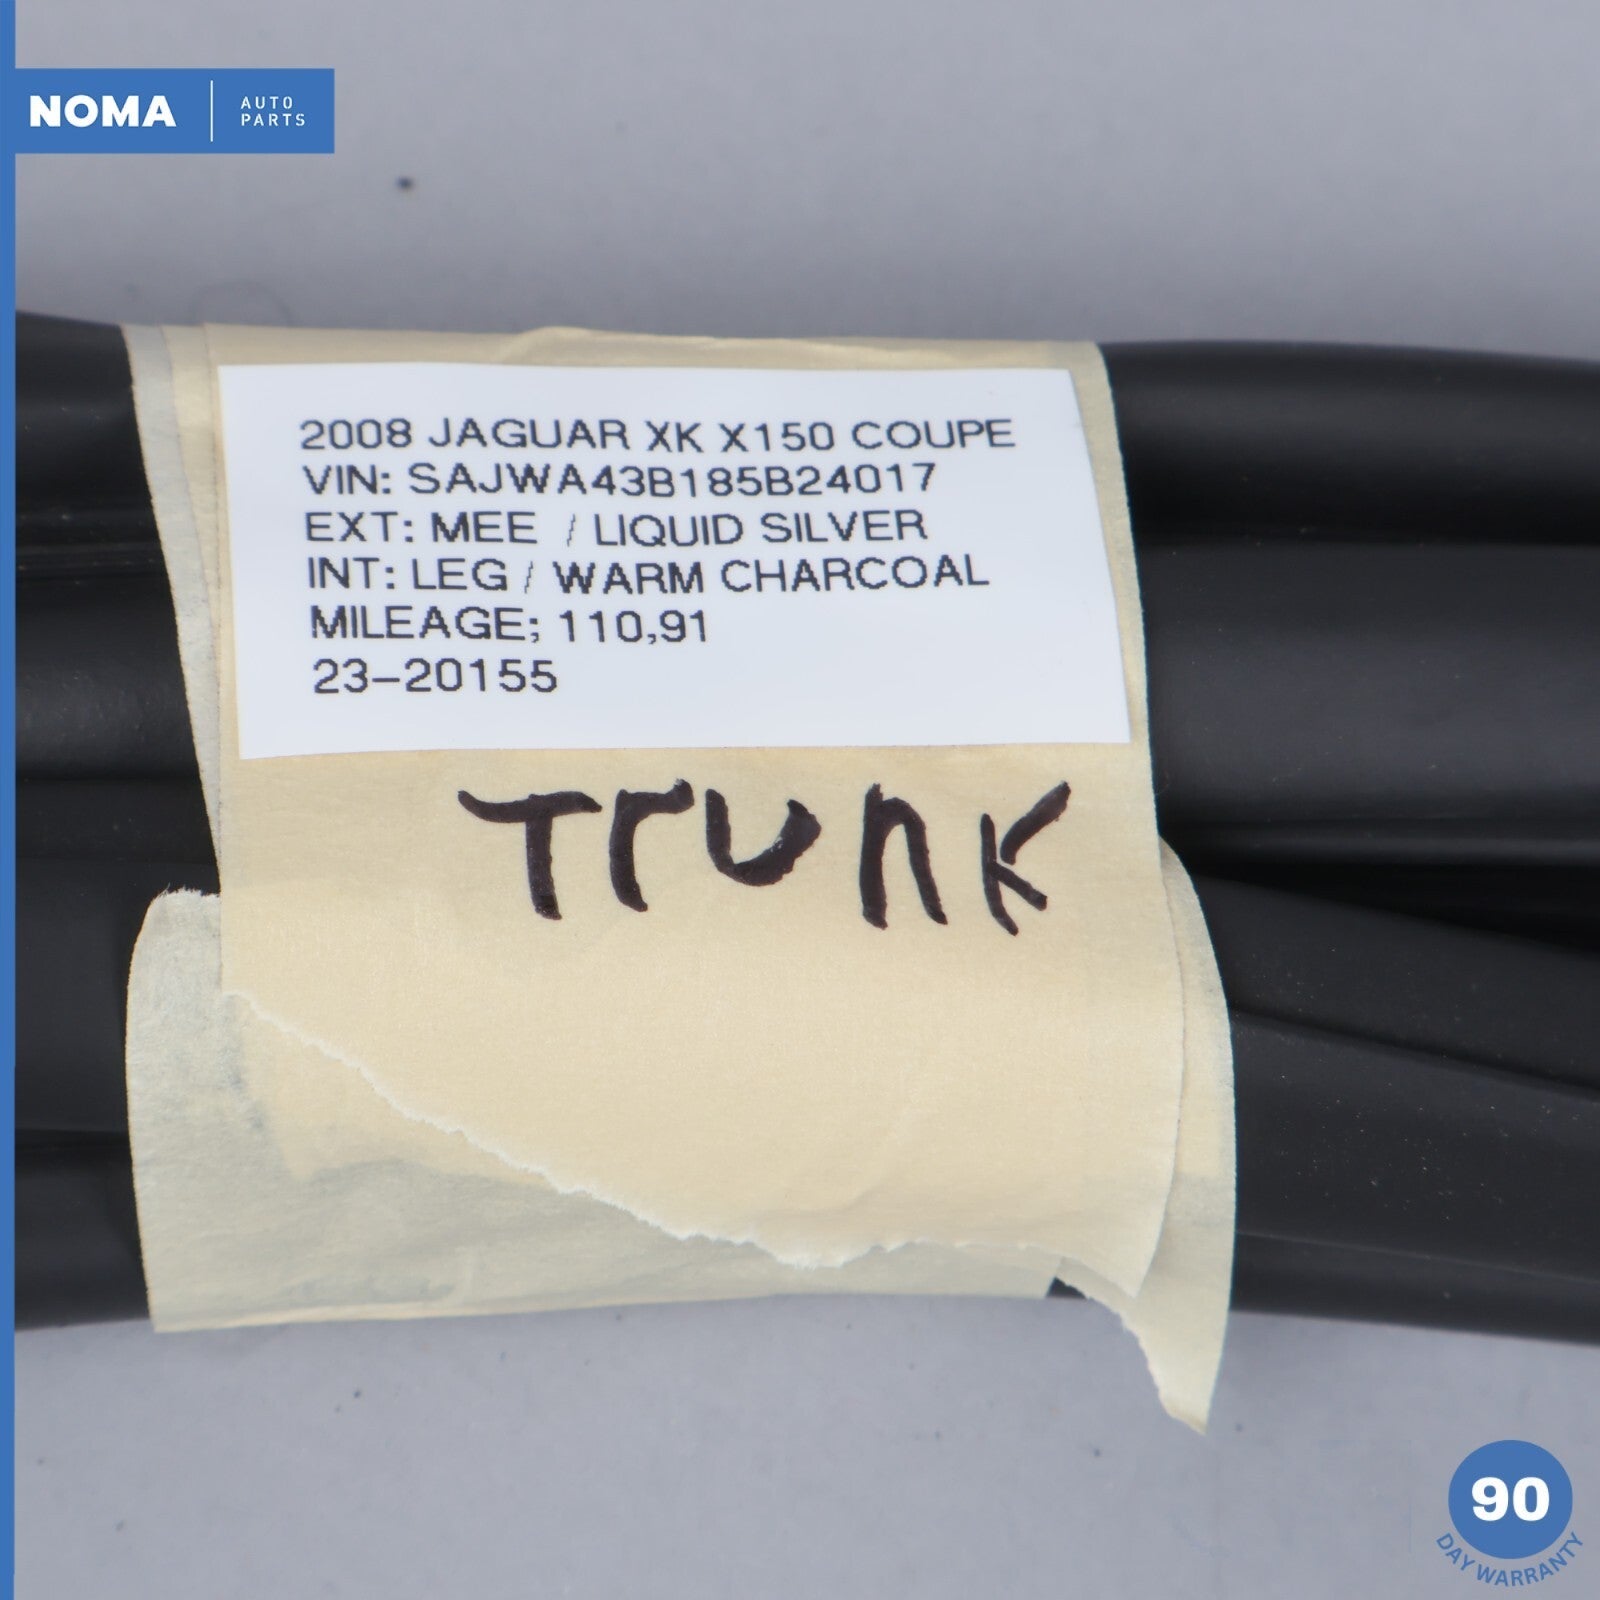 NOMA
AUTO
PARTS
2008 JAGUAR XK X150 COUPE
VIN: SAJWA43B185B24017
EXT: MEE / LIQUID SILVER
INT: LEG / WARM CHARCOAL
MILEAGE; 110,91
23-20155
Trunk
90
DAY WARRANTY